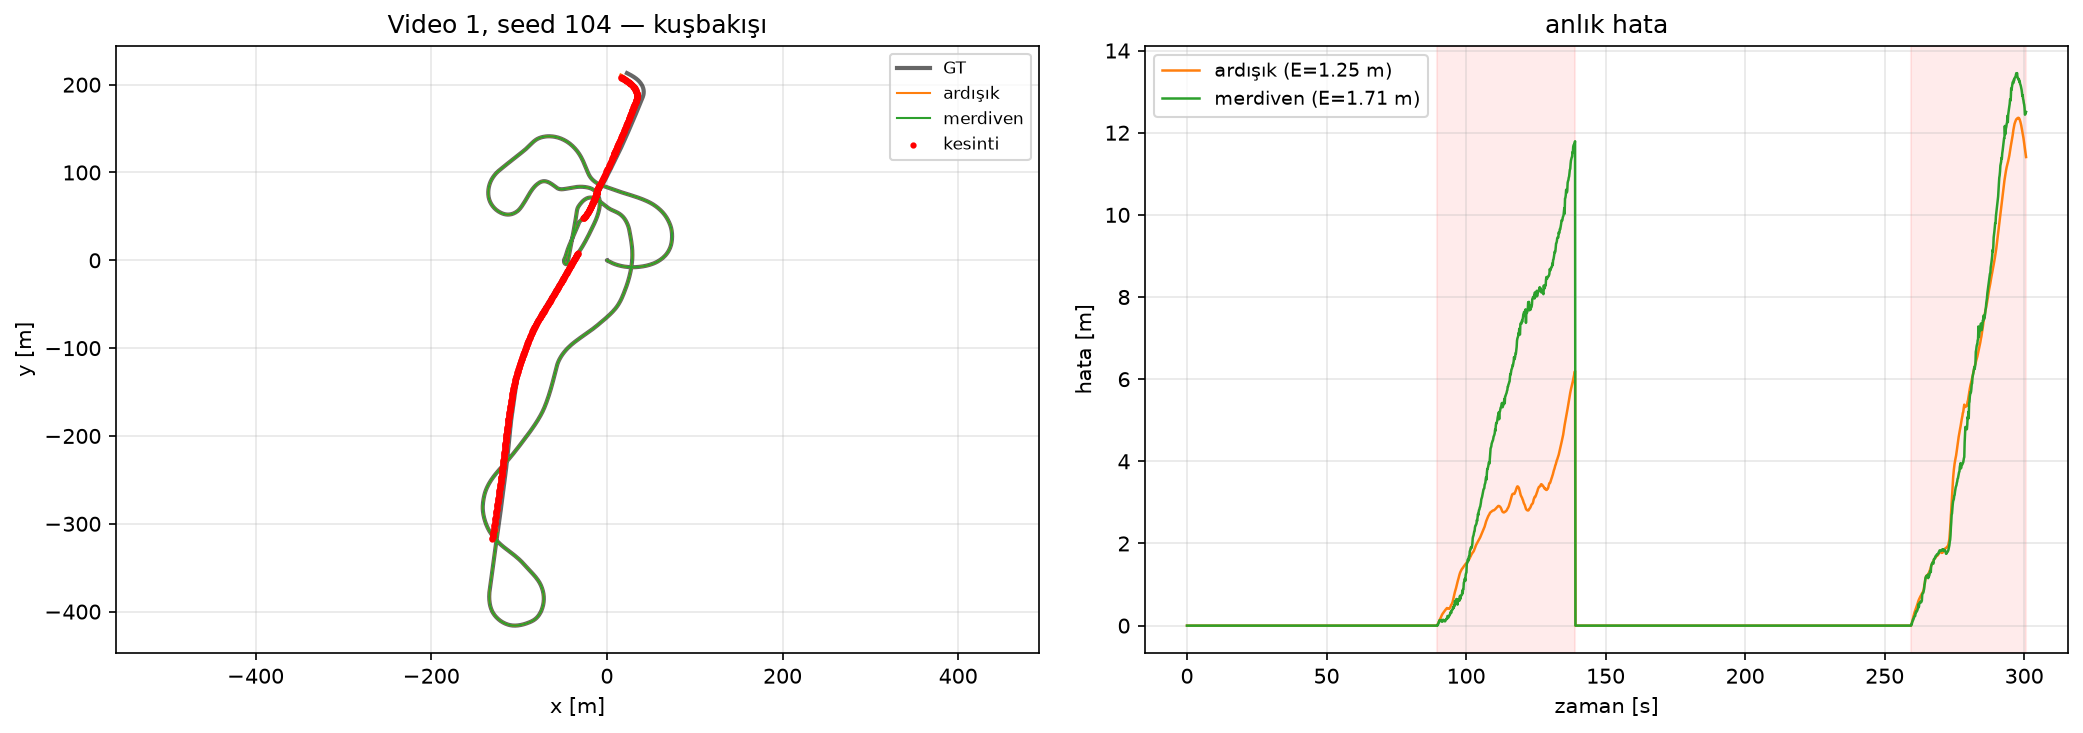 Video 1, seed 104 — kuşbakışı
GT
ardışık
merdiven
kesinti
200
100
0
−100
−200
−300
−400
y [m]
−400
−200
0
200
400
x [m]
anlık hata
ardışık (E=1.25 m)
merdiven (E=1.71 m)
14
12
10
8
6
4
2
0
hata [m]
0
50
100
150
200
250
300
zaman [s]